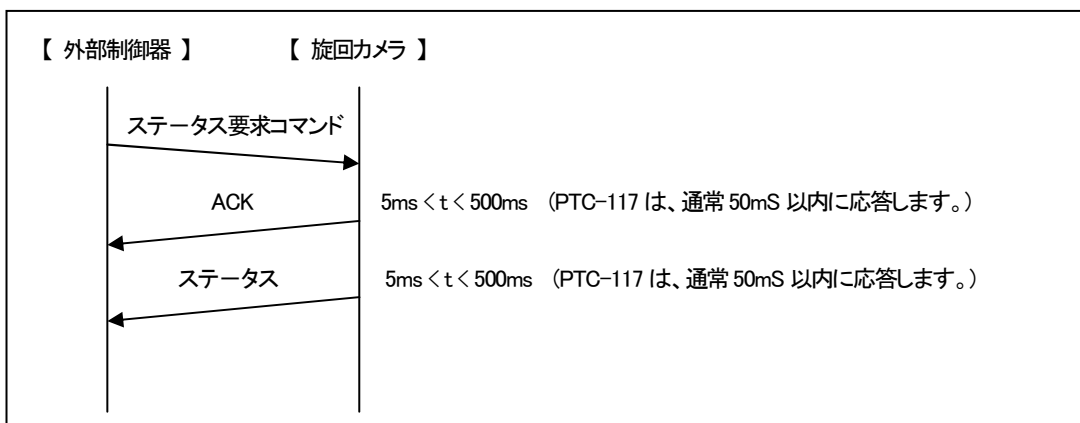 【 外部制御器 】 【 旋回カメラ 】
ステータス要求コマンド
ACK 5ms<t<500ms (PTC-117 は、通常 50mS 以内に応答します。)
ステータス 5ms<t<500ms (PTC-117 は、通常 50mS 以内に応答します。)